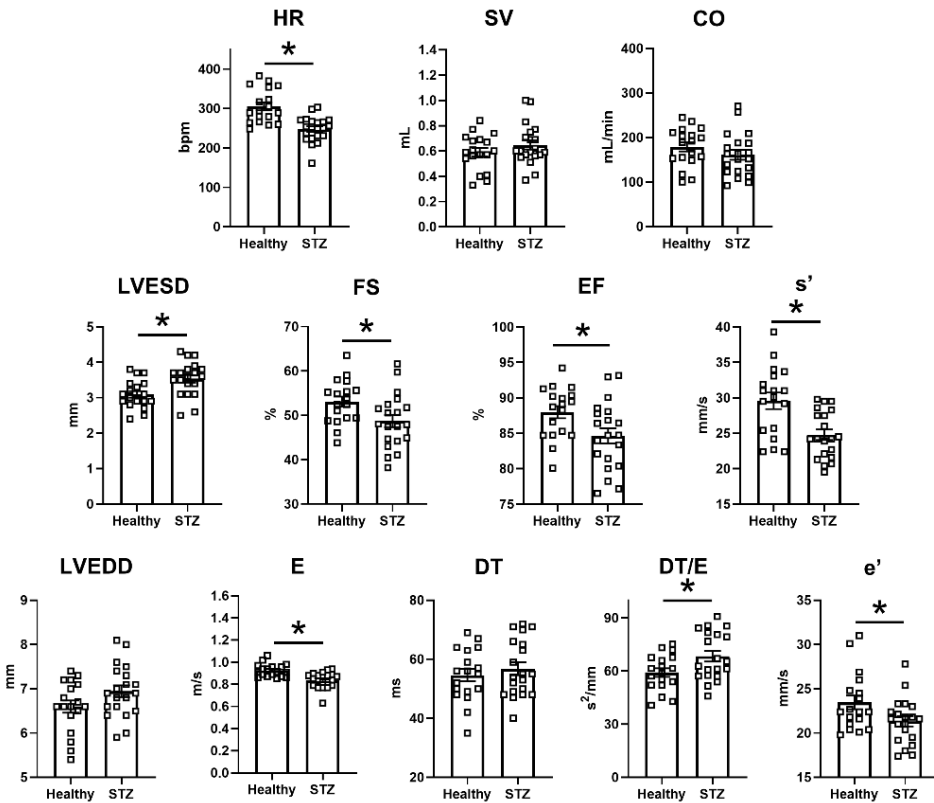 HR
SV
CO
*
bpm
400
300
200
100
0
Healthy STZ
mL
1.4
1.2
1.0
0.8
0.6
0.4
0.2
0.0
Healthy STZ
mL/min
400
300
200
100
0
Healthy STZ
LVESD
FS
EF
s’
*
mm
5
4
3
2
1
0
Healthy STZ
*
%
70
60
50
40
30
Healthy STZ
*
%
100
95
90
85
80
75
Healthy STZ
*
mm/s
40
35
30
25
20
15
Healthy STZ
LVEDD
E
DT
DT/E
e’
mm
9
8
7
6
5
Healthy STZ
*
m/s
1.6
1.4
1.2
1.0
0.8
0.6
0.4
0.2
0.0
Healthy STZ
ms
80
60
40
20
Healthy STZ
*
s²/mm
120
90
60
30
0
Healthy STZ
*
mm/s
35
30
25
20
15
Healthy STZ